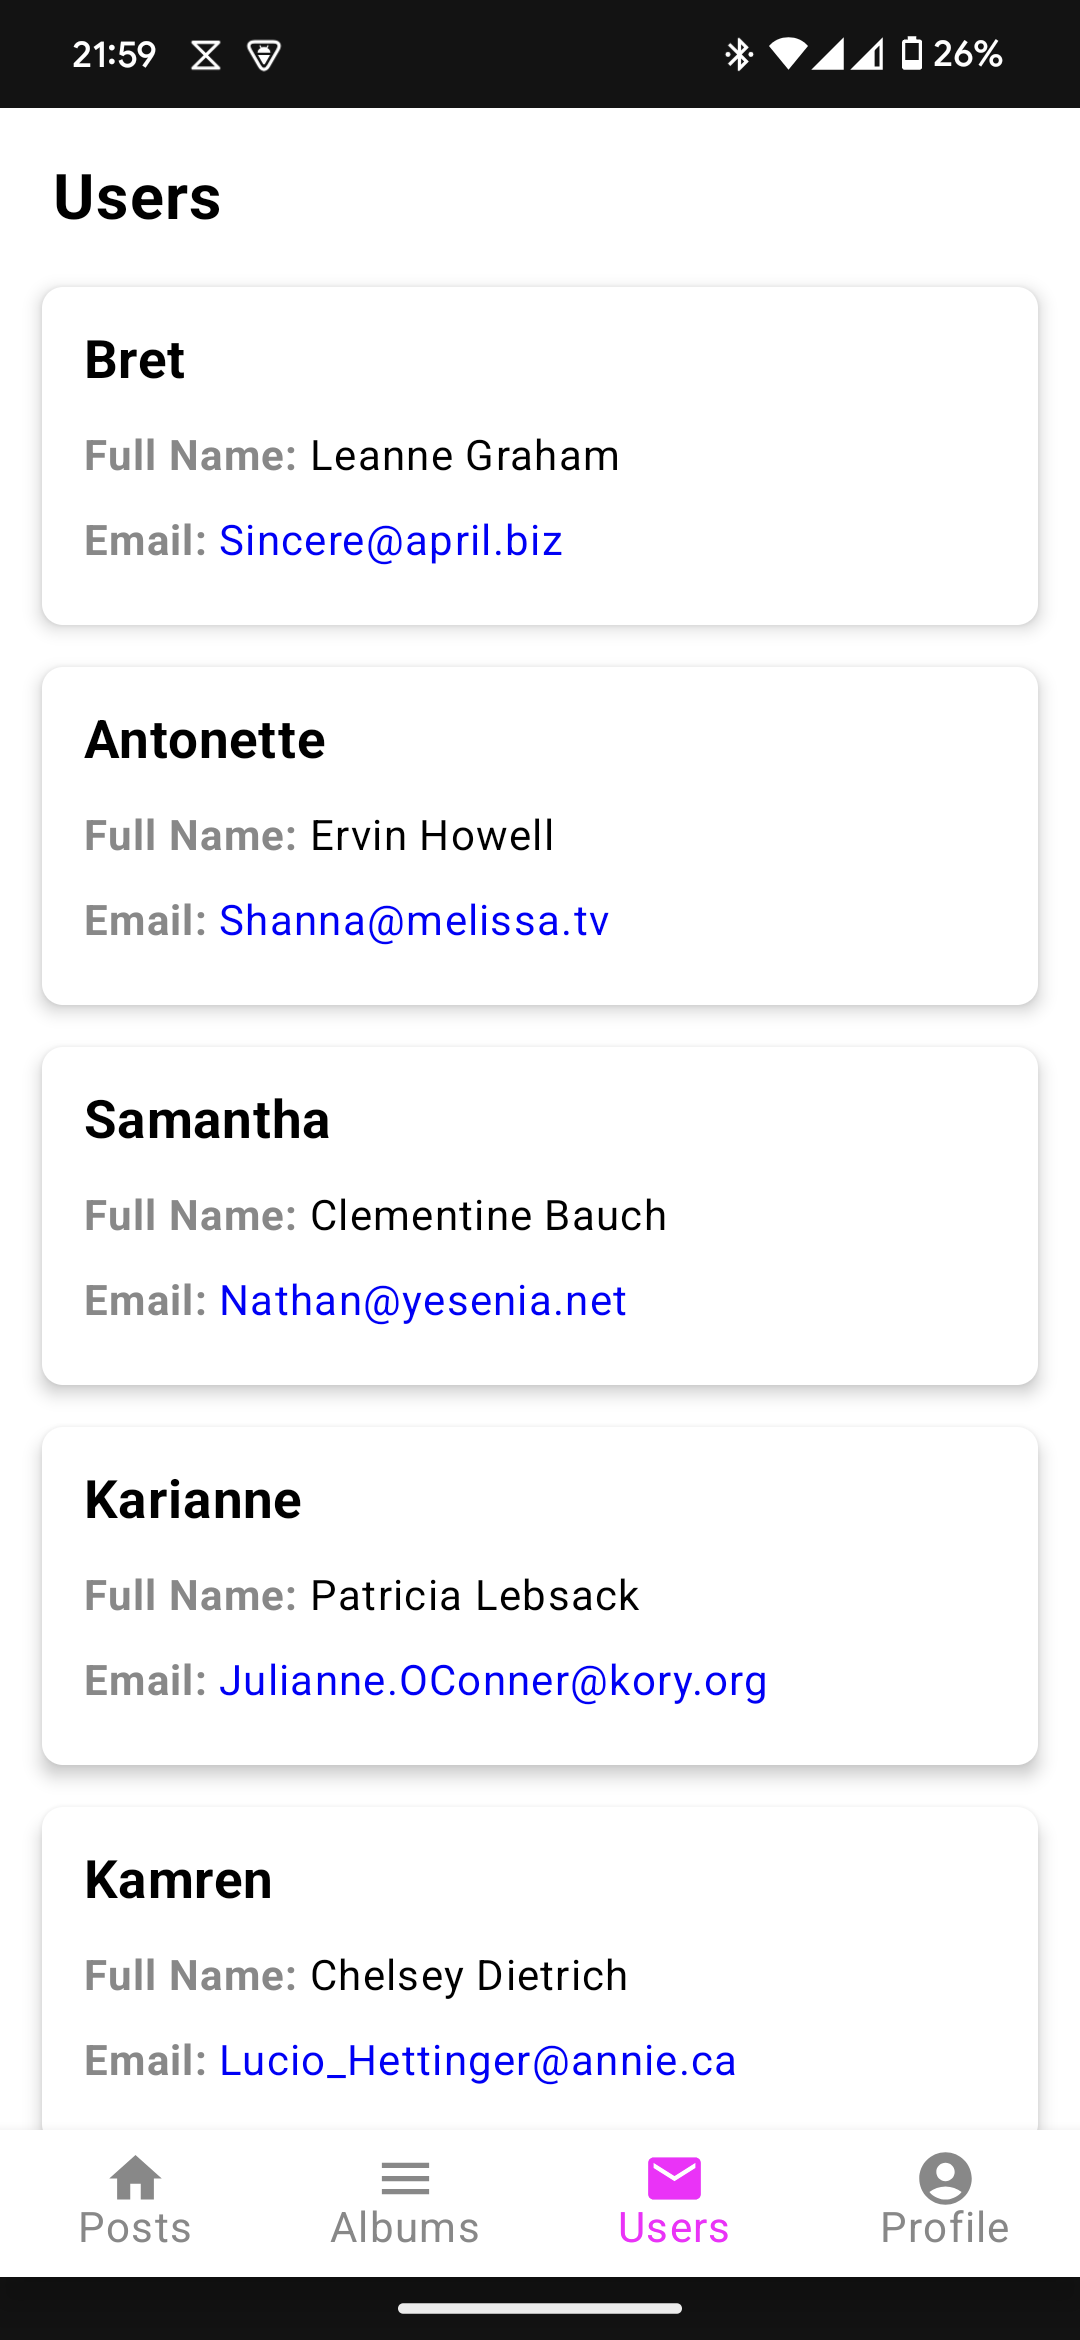 21:59 26%
Users
Bret
Full Name: Leanne Graham
Email: Sincere@april.biz
Antonette
Full Name: Ervin Howell
Email: Shanna@melissa.tv
Samantha
Full Name: Clementine Bauch
Email: Nathan@yesenia.net
Karianne
Full Name: Patricia Lebsack
Email: Julianne.OConner@kory.org
Kamren
Full Name: Chelsey Dietrich
Email: Lucio_Hettinger@annie.ca
Posts Albums Users Profile